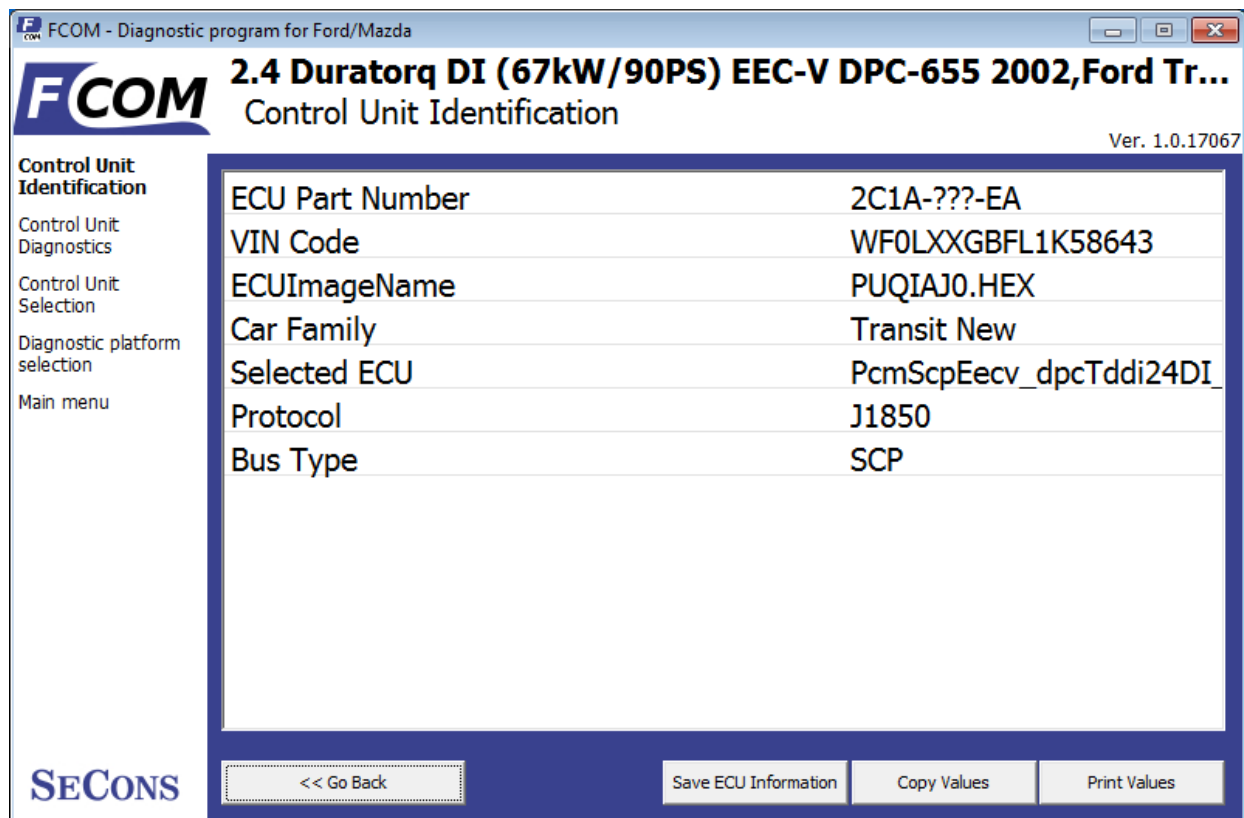 FCOM - Diagnostic program for Ford/Mazda
FCOM
2.4 Duratorq DI (67kW/90PS) EEC-V DPC-655 2002,Ford Tr...
Control Unit Identification
Ver. 1.0.17067
Control Unit
Identification
Control Unit
Diagnostics
Control Unit
Selection
Diagnostic platform
selection
Main menu
ECU Part Number 2C1A-???-EA
VIN Code WF0LXXGBFL1K58643
ECUImageName PUQIAJ0.HEX
Car Family Transit New
Selected ECU PcmScpEecv_dpcTddi24DI_
Protocol J1850
Bus Type SCP
SECONS
<< Go Back
Save ECU Information
Copy Values
Print Values